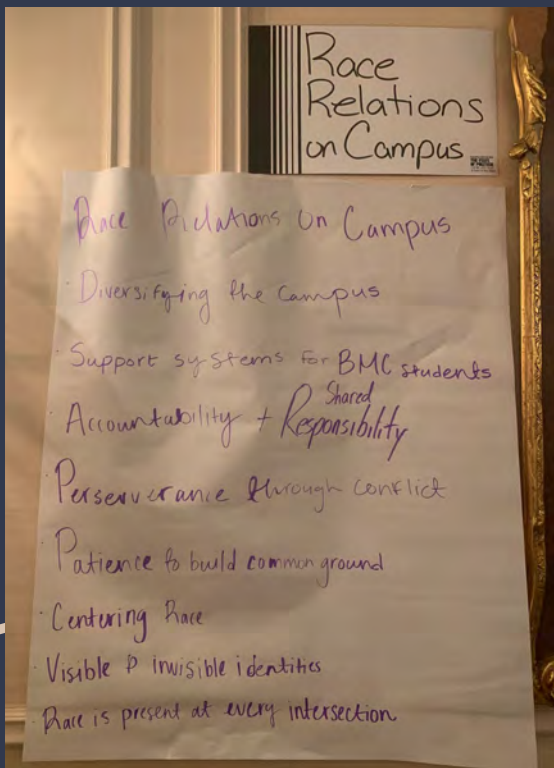 Race
Relations
on Campus
Race Relations On Campus
· Diversifying the Campus
· Support systems for BMC students
Shared
· Accountability + Responsibility
· Perserverance through conflict
· Patience to build common ground
· Centering Race
· Visible & invisible identities
· Race is present at every intersection